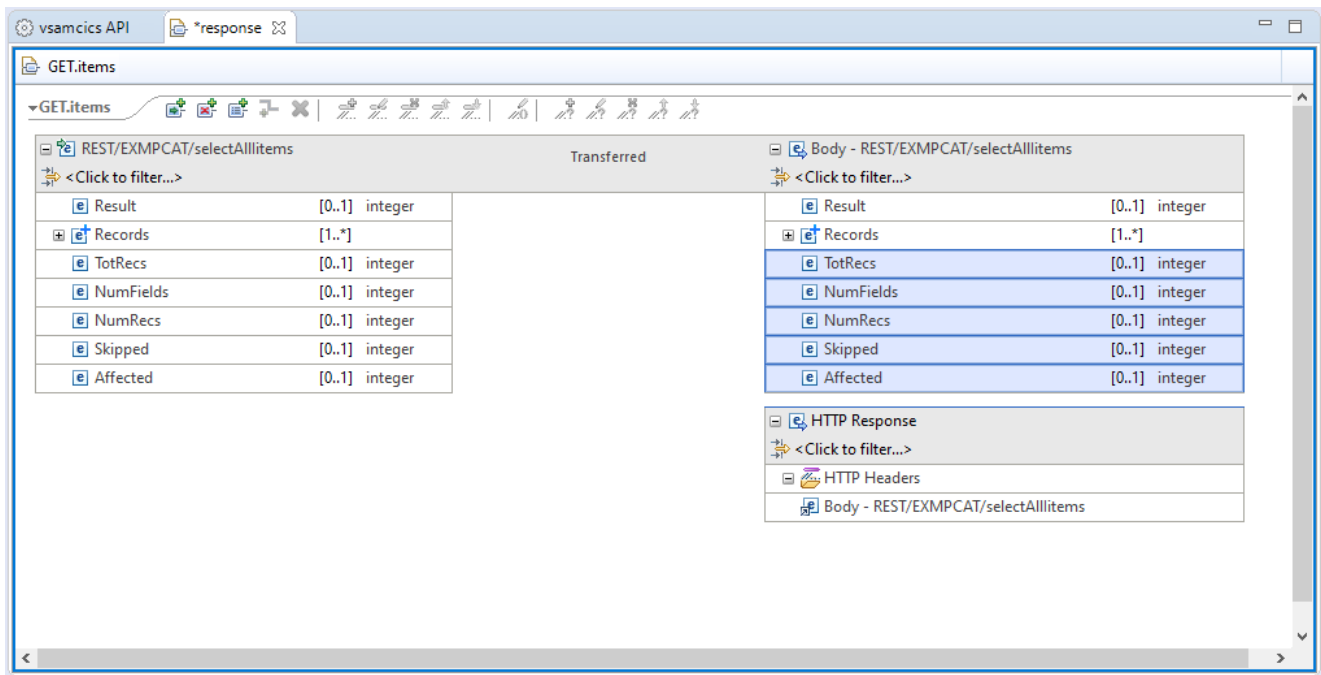 vsamcics API
*response
GET.items
GET.items
REST/EXMPCAT/selectAllIitems
<Click to filter...>
Result [0..1] integer
Records [1..*]
TotRecs [0..1] integer
NumFields [0..1] integer
NumRecs [0..1] integer
Skipped [0..1] integer
Affected [0..1] integer
Transferred
Body - REST/EXMPCAT/selectAllIitems
<Click to filter...>
Result [0..1] integer
Records [1..*]
TotRecs [0..1] integer
NumFields [0..1] integer
NumRecs [0..1] integer
Skipped [0..1] integer
Affected [0..1] integer
HTTP Response
<Click to filter...>
HTTP Headers
Body - REST/EXMPCAT/selectAllIitems